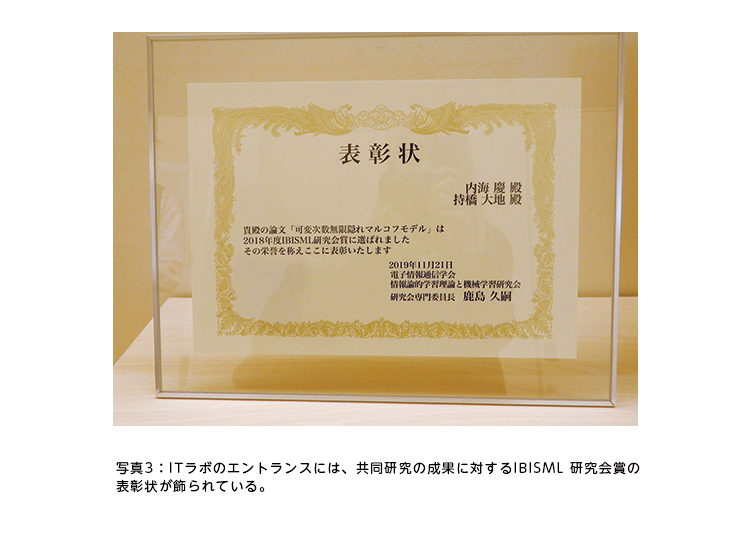 表彰状
内海 慶 殿
持橋 大地 殿
貴殿の論文「可変次数無限隠れマルコフモデル」は
2018年度IBISML研究会賞に選ばれました
その栄誉を称えここに表彰いたします
2019年11月21日
電子情報通信学会
情報論的学習理論と機械学習研究会
研究会専門委員長 鹿島 久嗣
写真3：ITラボのエントランスには、共同研究の成果に対するIBISML 研究会賞の
表彰状が飾られている。